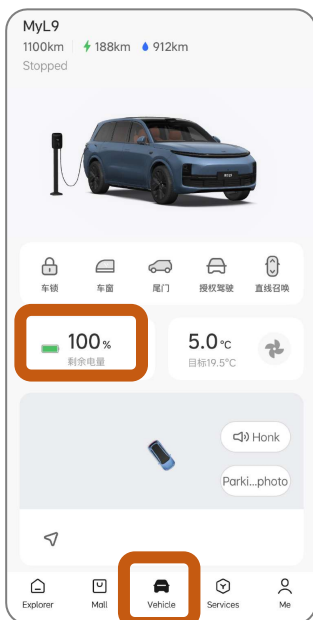 MyL9
1100km 188km 912km
Stopped
车锁 车窗 尾门 授权驾驶 直线召唤
100% 5.0℃
剩余电量 目标19.5℃
Honk
Parki...photo
Explorer Mall Vehicle Services Me